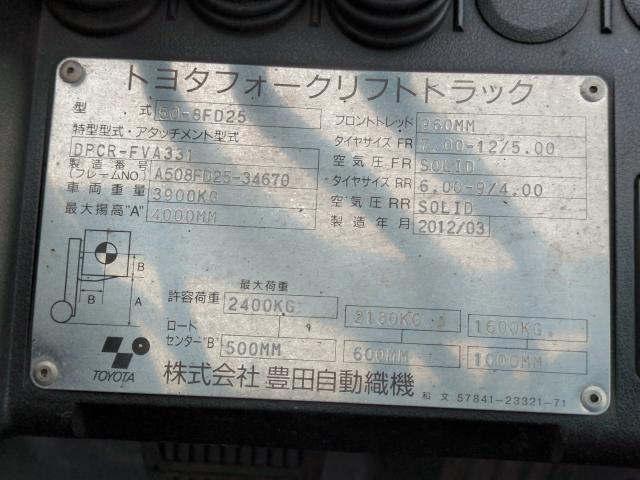 トヨタフォークリフトトラック
型 式 50-8FD25
特型型式・アタッチメント型式
DPCR-FVA331
製造番号
(フレームNO.) A508FD25-34670
車両重量 3900KG
最大揚高"A" 4000MM
フロントトレッド 960MM
タイヤサイズ FR 7.00-12/5.00
空気圧 FR SOLID
タイヤサイズ RR 6.00-9/4.00
空気圧 RR SOLID
製造年月 2012/03
B
B
A
最大荷重
許容荷重 2400KG 2180KG 1600KG
ロード
センター"B" 500MM 600MM 1000MM
TOYOTA 株式会社 豊田自動織機
和文 57841-23321-71